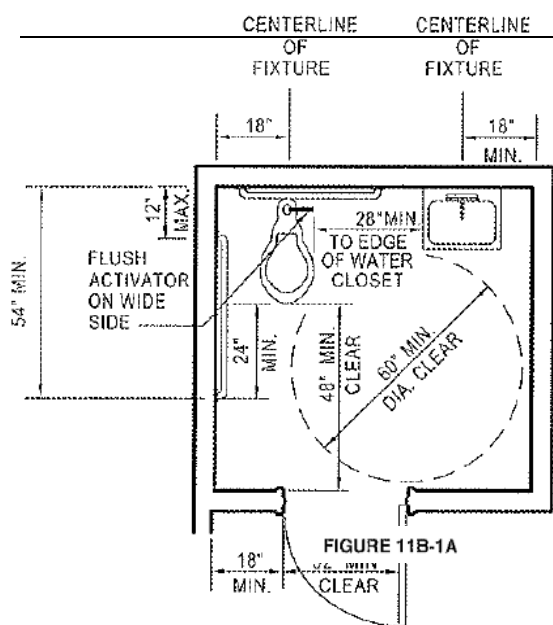 CENTERLINE
OF
FIXTURE
CENTERLINE
OF
FIXTURE
18"
18"
MIN.
12"
MAX.
54" MIN.
FLUSH
ACTIVATOR
ON WIDE
SIDE
28" MIN.
TO EDGE
OF WATER
CLOSET
24"
MIN.
48" MIN.
CLEAR
60" MIN.
DIA. CLEAR
FIGURE 11B-1A
18"
MIN.
MIN
CLEAR